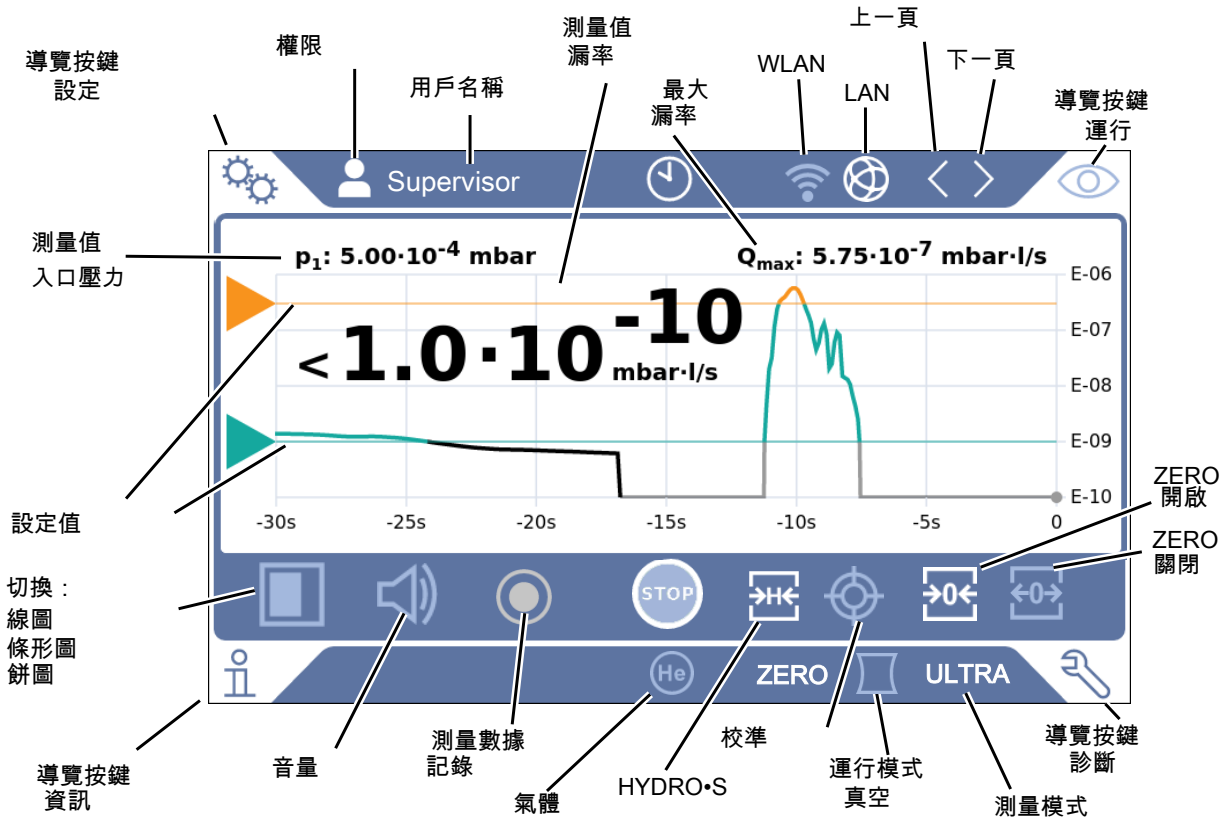 上一頁
測量值
漏率
權限
導覽按鍵
設定
WLAN
下一頁
用戶名稱
最大
漏率
LAN
導覽按鍵
運行
Supervisor
測量值
入口壓力
p1: 5.00·10-4 mbar
Qmax: 5.75·10-7 mbar·l/s
E-06
<1.0·10-10
mbar·l/s
E-07
E-08
E-09
E-10
-30s
-25s
-20s
-15s
-10s
-5s
0
設定值
ZERO
開啟
ZERO
關閉
切換：
線圖
條形圖
餅圖
STOP
>H<
>0<
<0>
He
ZERO
ULTRA
導覽按鍵
資訊
音量
測量數據
記錄
氣體
HYDRO•S
校準
運行模式
真空
測量模式
導覽按鍵
診斷